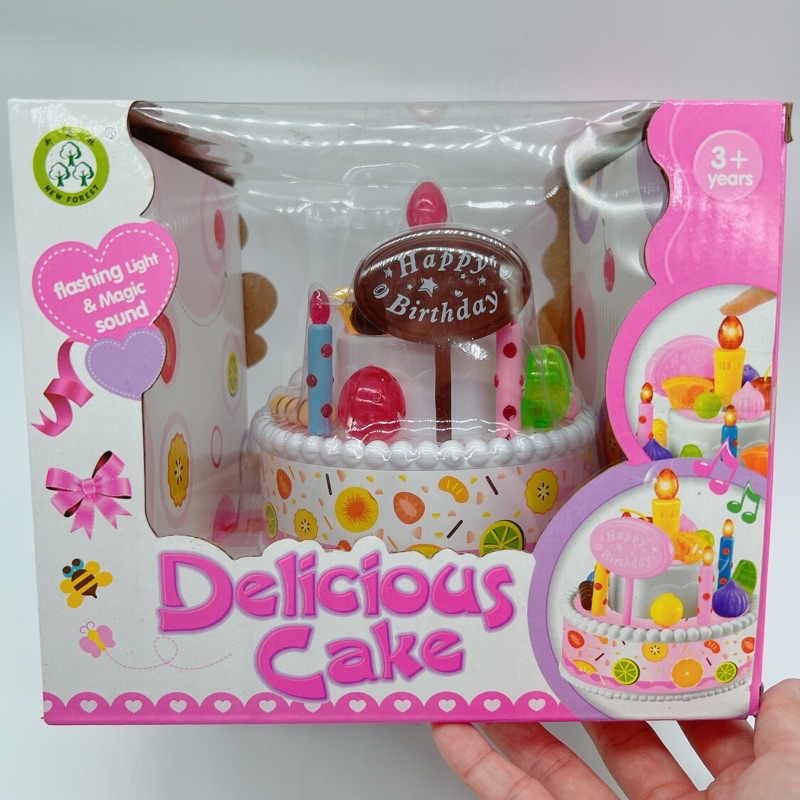 NEW FOREST
®
flashing Light
& Magic
sound
3+
years
Happy
Birthday
Happy
Birthday
Delicious
Cake